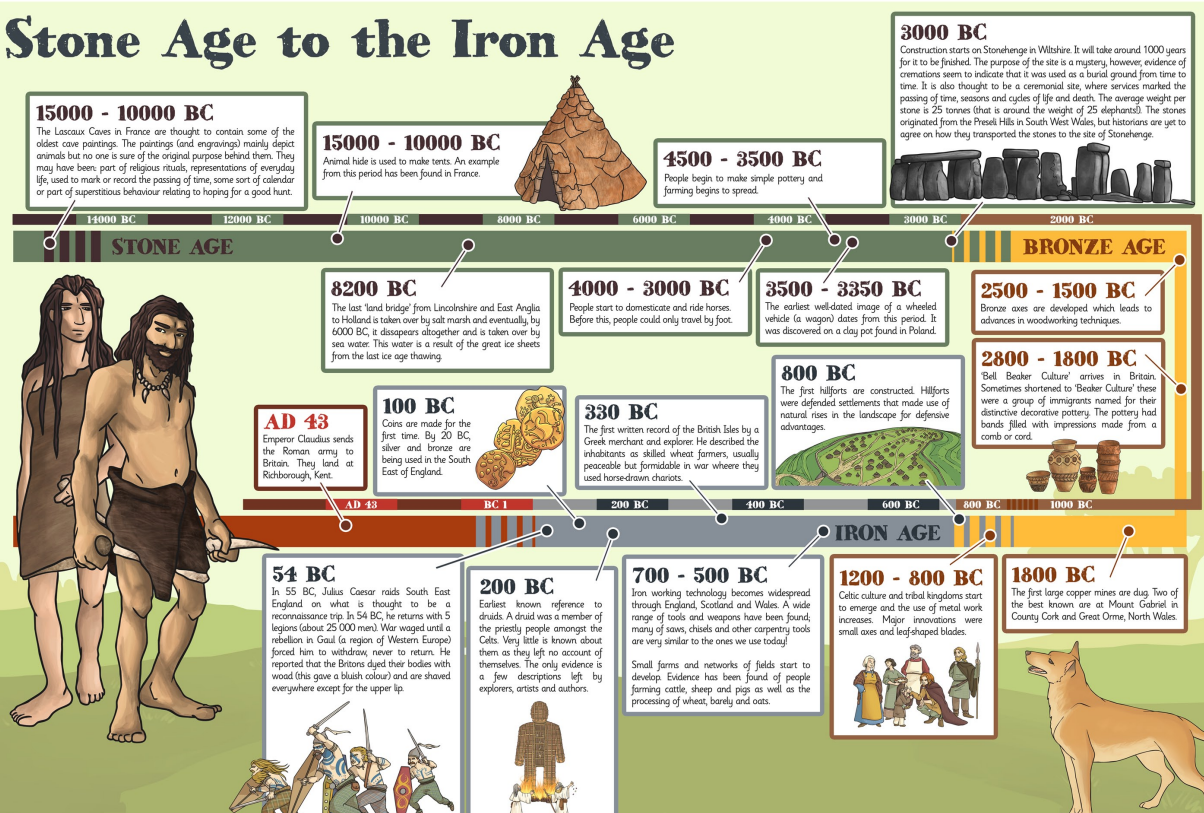 Stone Age to the Iron Age
15000 - 10000 BC
The Lascaux Caves in France are thought to contain some of the
oldest cave paintings. The paintings (and engravings) mainly depict
animals but no one is sure of the original purpose behind them. They
may have been: part of religious rituals, representations of everyday
life, used to mark or record the passing of time, some sort of calendar
or part of superstitious behaviour relating to hoping for a good hunt.
15000 - 10000 BC
Animal hide is used to make tents. An example
from this period has been found in France.
4500 - 3500 BC
People begin to make simple pottery and
farming begins to spread.
3000 BC
Construction starts on Stonehenge in Wiltshire. It will take around 1000 years
for it to be finished. The purpose of the site is a mystery, however, evidence of
cremations seem to indicate that it was used as a burial ground from time to
time. It is also thought to be a ceremonial site, where services marked the
passing of time, seasons and cycles of life and death. The average weight per
stone is 25 tonnes (that is around the weight of 25 elephants!). The stones
originated from the Preseli Hills in South West Wales, but historians are yet to
agree on how they transported the stones to the site of Stonehenge.
14000 BC
12000 BC
10000 BC
8000 BC
6000 BC
4000 BC
3000 BC
2000 BC
STONE AGE
BRONZE AGE
8200 BC
The last 'land bridge' from Lincolnshire and East Anglia
to Holland is taken over by salt marsh and eventually, by
6000 BC, it dissapears altogether and is taken over by
sea water. This water is a result of the great ice sheets
from the last ice age thawing.
4000 - 3000 BC
People start to domesticate and ride horses.
Before this, people could only travel by foot.
3500 - 3350 BC
The earliest well-dated image of a wheeled
vehicle (a wagon) dates from this period. It
was discovered on a clay pot found in Poland.
2500 - 1500 BC
Bronze axes are developed which leads to
advances in woodworking techniques.
2800 - 1800 BC
'Bell Beaker Culture' arrives in Britain.
Sometimes shortened to 'Beaker Culture' these
were a group of immigrants named for their
distinctive decorative pottery. The pottery had
bands filled with impressions made from a
comb or cord.
AD 43
Emperor Claudius sends
the Roman army to
Britain. They land at
Richborough, Kent.
100 BC
Coins are made for the
first time. By 20 BC,
silver and bronze are
being used in the South
East of England.
330 BC
The first written record of the British Isles by a
Greek merchant and explorer. He described the
inhabitants as skilled wheat farmers, usually
peaceable but formidable in war wheere they
used horse-drawn chariots.
800 BC
The first hillforts are constructed. Hillforts
were defended settlements that made use of
natural rises in the landscape for defensive
advantages.
AD 43
BC 1
200 BC
400 BC
600 BC
800 BC
1000 BC
IRON AGE
54 BC
In 55 BC, Julius Caesar raids South East
England on what is thought to be a
reconnaissance trip. In 54 BC, he returns with 5
legions (about 25 000 men). War waged until a
rebellion in Gaul (a region of Western Europe)
forced him to withdraw, never to return. He
reported that the Britons dyed their bodies with
woad (this gave a bluish colour) and are shaved
everywhere except for the upper lip.
200 BC
Earliest known reference to
druids. A druid was a member of
the priestly people amongst the
Celts. Very little is known about
them as they left no account of
themselves. The only evidence is
a few descriptions left by
explorers, artists and authors.
700 - 500 BC
Iron working technology becomes widespread
through England, Scotland and Wales. A wide
range of tools and weapons have been found;
many of saws, chisels and other carpentry tools
are very similar to the ones we use today!
Small farms and networks of fields start to
develop. Evidence has been found of people
farming cattle, sheep and pigs as well as the
processing of wheat, barely and oats.
1200 - 800 BC
Celtic culture and tribal kingdoms start
to emerge and the use of metal work
increases. Major innovations were
small axes and leaf-shaped blades.
1800 BC
The first large copper mines are dug. Two of
the best known are at Mount Gabriel in
County Cork and Great Orme, North Wales.